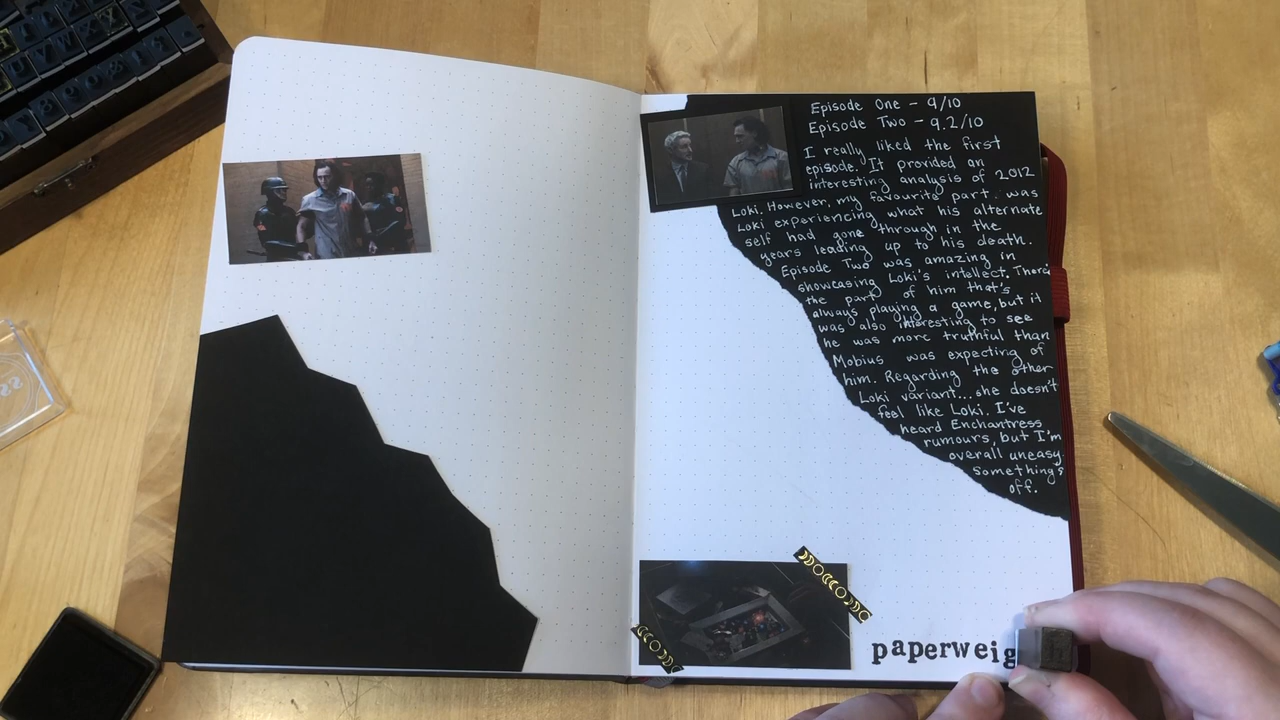 Episode One - 9/10
Episode Two - 9.2/10
I really liked the first
episode. It provided an
interesting analysis of 2012
Loki. However, my favourite part was
Loki experiencing what his alternate
self had gone through in the
years leading up to his death.
Episode Two was amazing in
showcasing Loki's intellect. There's
the part of him that's
always playing a game, but it
was also interesting to see
he was more truthful than
Mobius was expecting of
him. Regarding the other
Loki variant... she doesn't
feel like Loki. I've
heard Enchantress
rumours, but I'm
overall uneasy.
something's
off.
paperweig